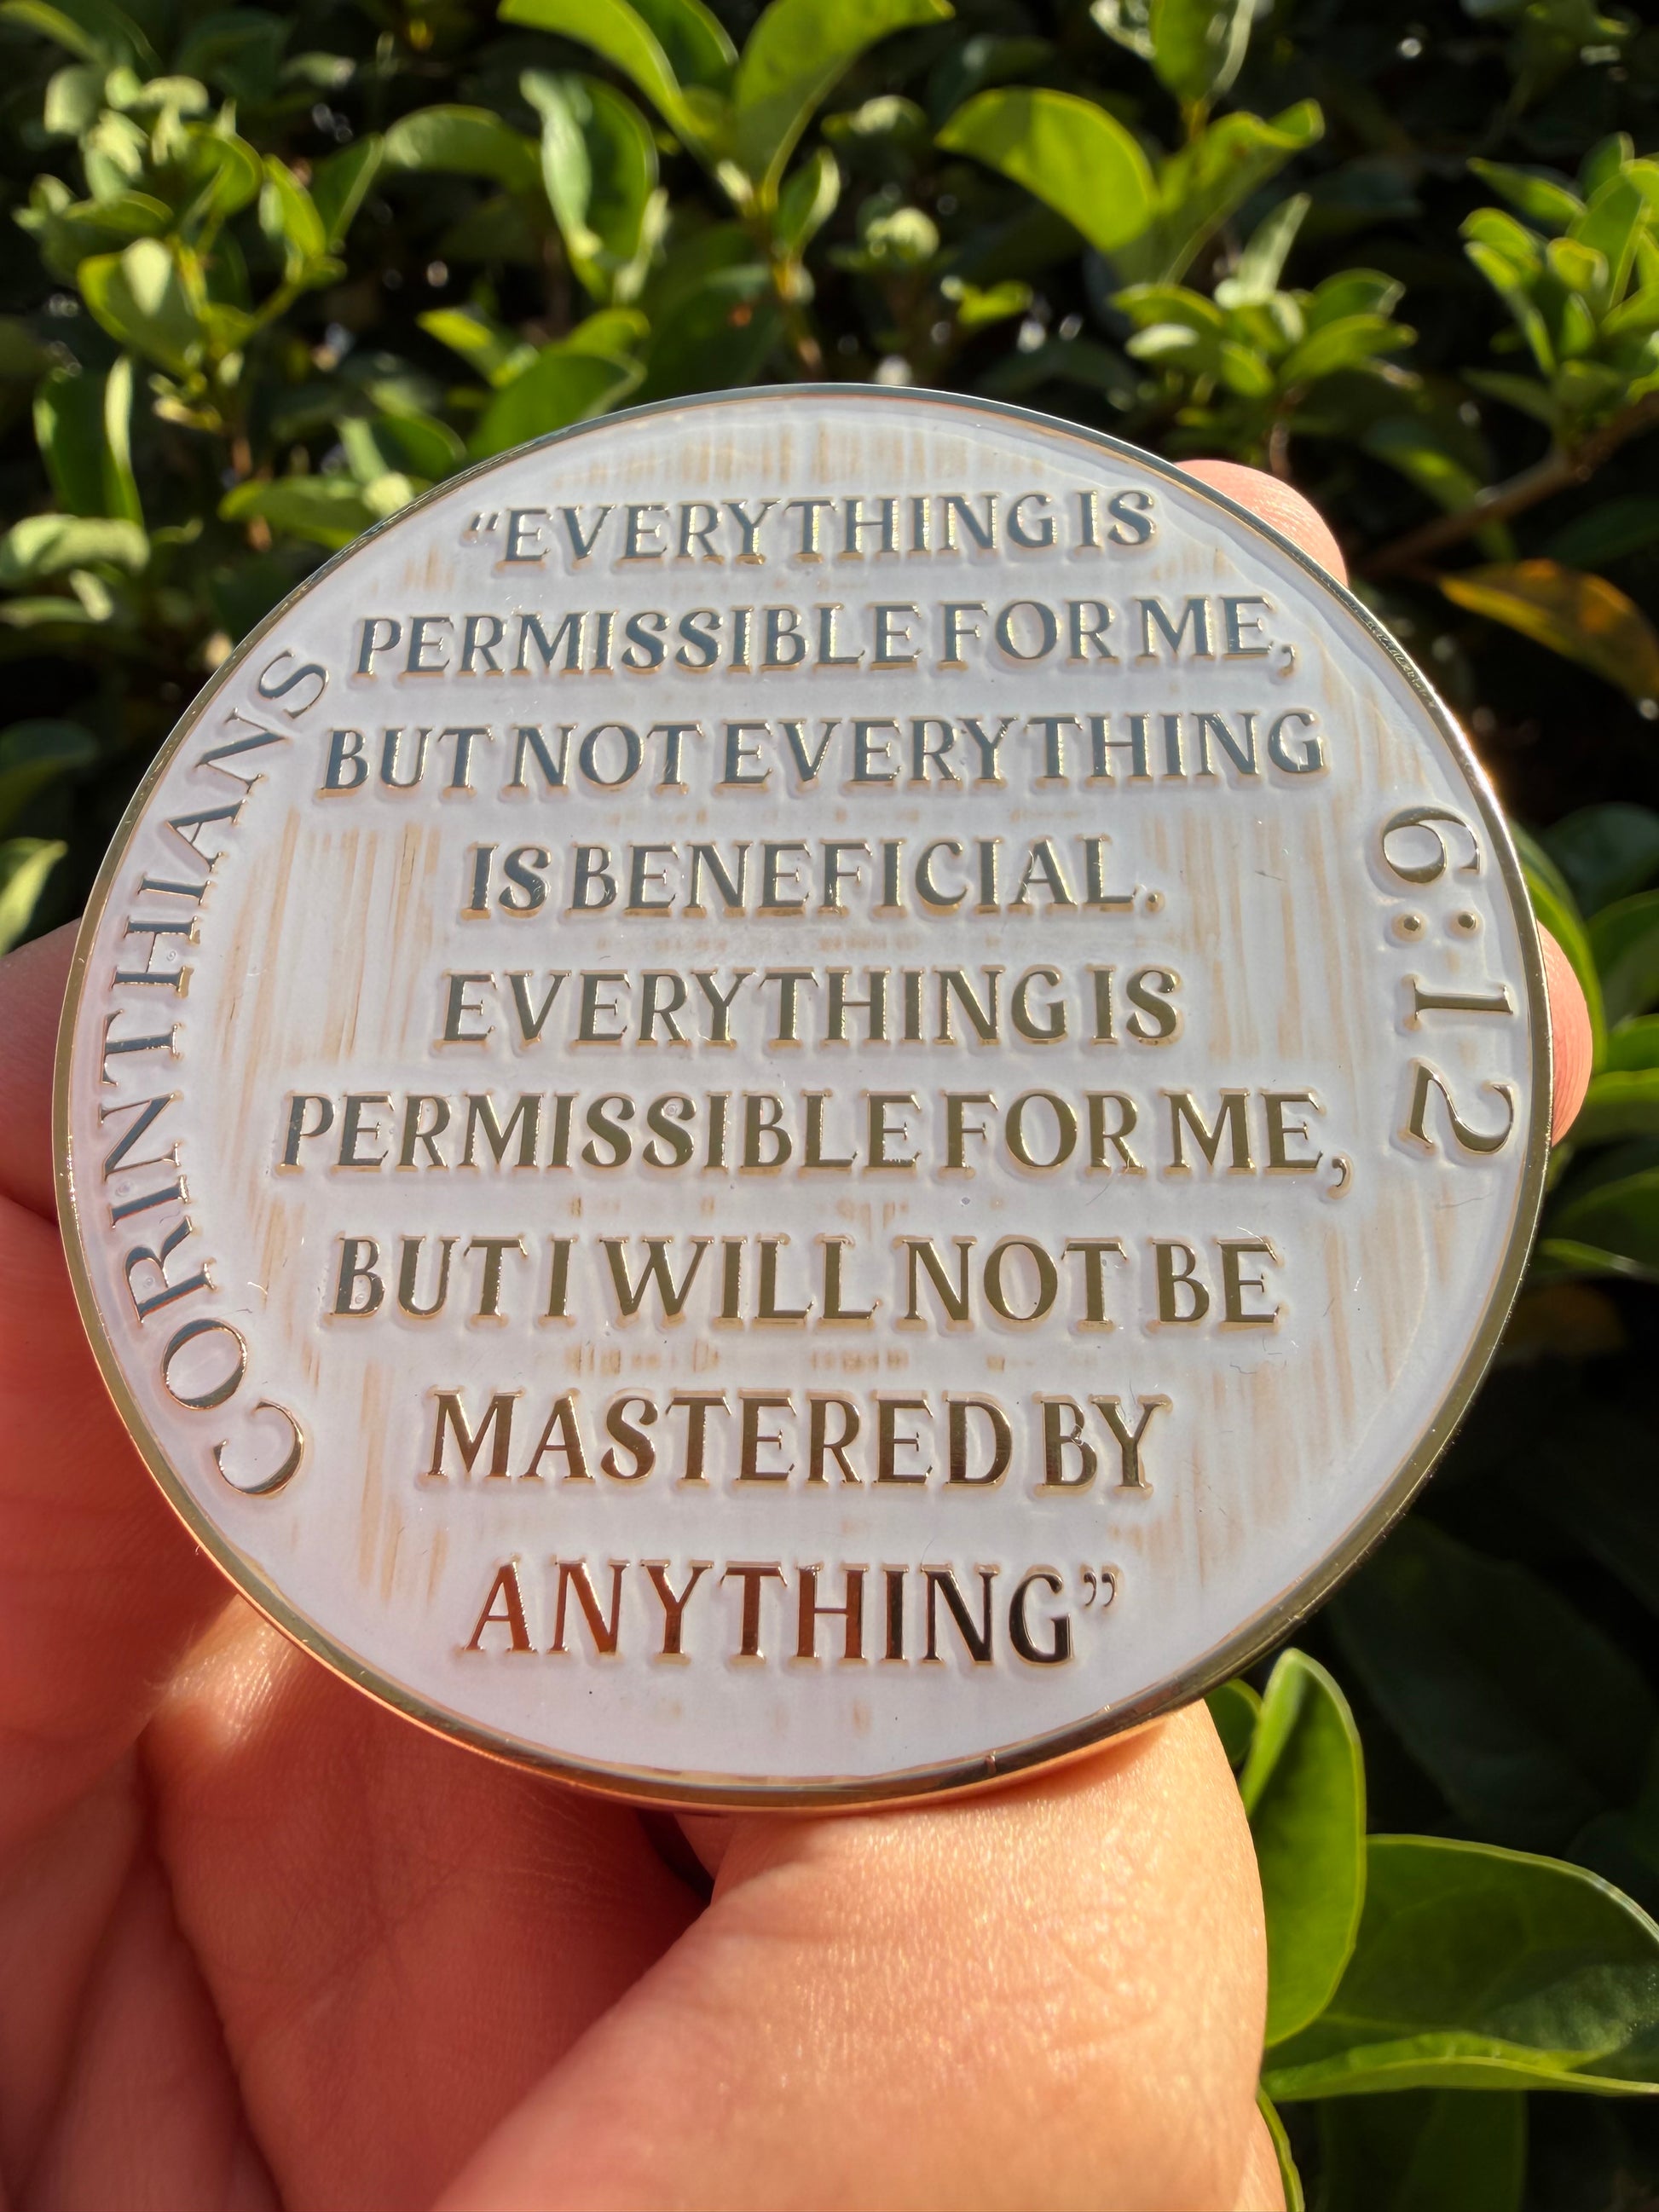 "EVERYTHING IS
PERMISSIBLE FOR ME,
BUT NOT EVERYTHING
IS BENEFICIAL.
EVERYTHING IS
PERMISSIBLE FOR ME,
BUT I WILL NOT BE
MASTERED BY
ANYTHING"
CORINTHIANS
6:12